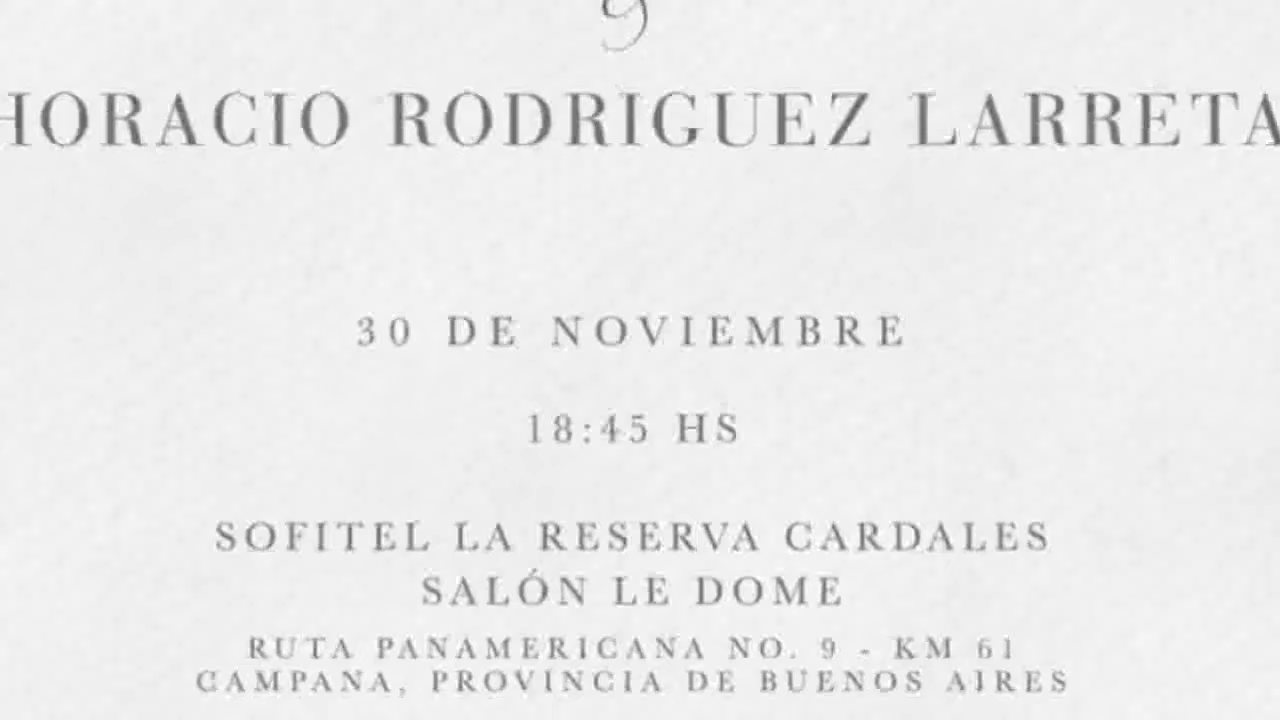 HORACIO RODRIGUEZ LARRETA
30 DE NOVIEMBRE
18:45 HS
SOFITEL LA RESERVA CARDALES
SALÓN LE DOME
RUTA PANAMERICANA NO. 9 - KM 61
CAMPANA, PROVINCIA DE BUENOS AIRES